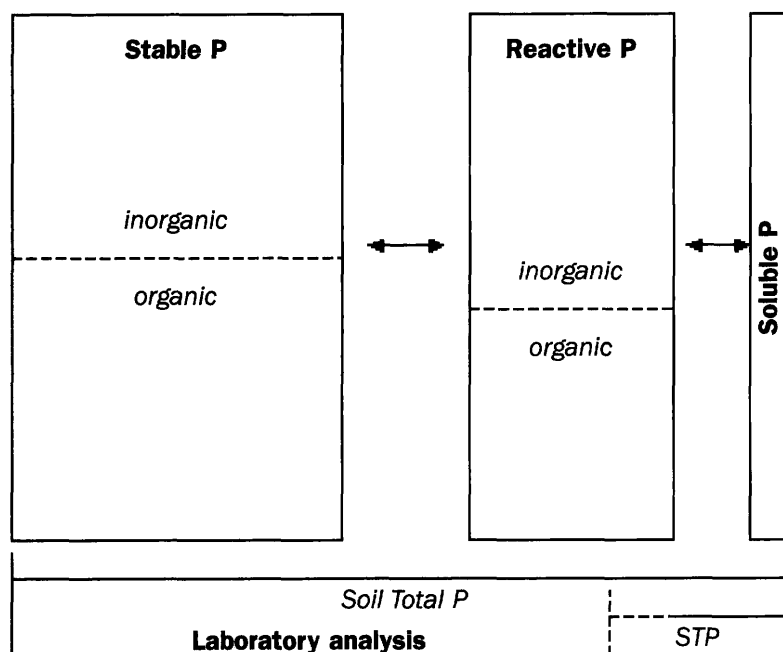 Stable P
inorganic
organic
Reactive P
inorganic
organic
Soluble P
Soil Total P
Laboratory analysis
STP